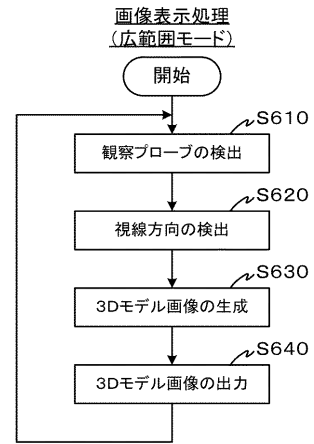 画像表示処理
(広範囲モード)
開始
S610
観察プローブの検出
S620
視線方向の検出
S630
3Dモデル画像の生成
S640
3Dモデル画像の出力